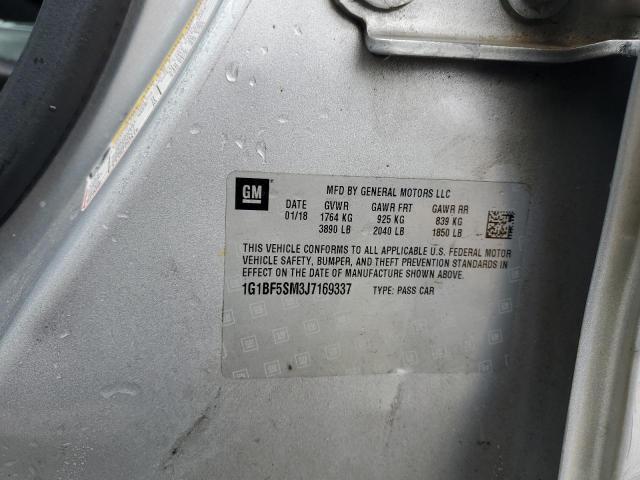 GM
MFD BY GENERAL MOTORS LLC
DATE GVWR GAWR FRT GAWR RR
01/18 1764 KG 925 KG 839 KG
3890 LB 2040 LB 1850 LB
THIS VEHICLE CONFORMS TO ALL APPLICABLE U.S. FEDERAL MOTOR
VEHICLE SAFETY, BUMPER, AND THEFT PREVENTION STANDARDS IN
EFFECT ON THE DATE OF MANUFACTURE SHOWN ABOVE.
1G1BF5SM3J7169337 TYPE: PASS CAR